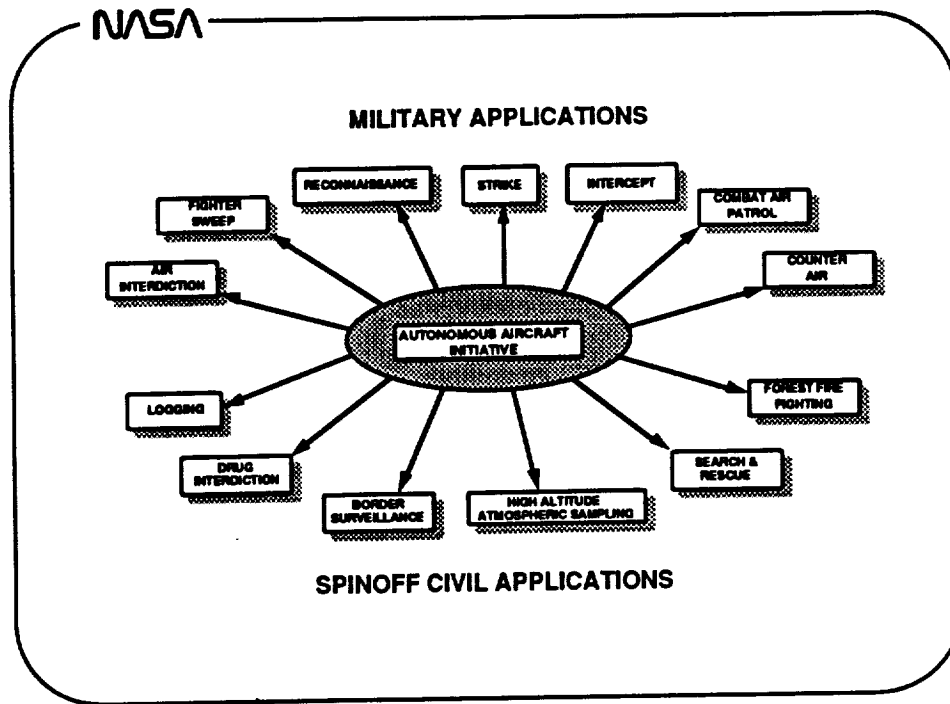 NASA
MILITARY APPLICATIONS
RECONNAISSANCE
STRIKE
INTERCEPT
FIGHTER
SWEEP
COMBAT AIR
PATROL
AIR
INTERDICTION
COUNTER
AIR
AUTONOMOUS AIRCRAFT
INITIATIVE
LOGGING
FOREST FIRE
FIGHTING
DRUG
INTERDICTION
SEARCH &
RESCUE
BORDER
SURVEILLANCE
HIGH ALTITUDE
ATMOSPHERIC SAMPLING
SPINOFF CIVIL APPLICATIONS